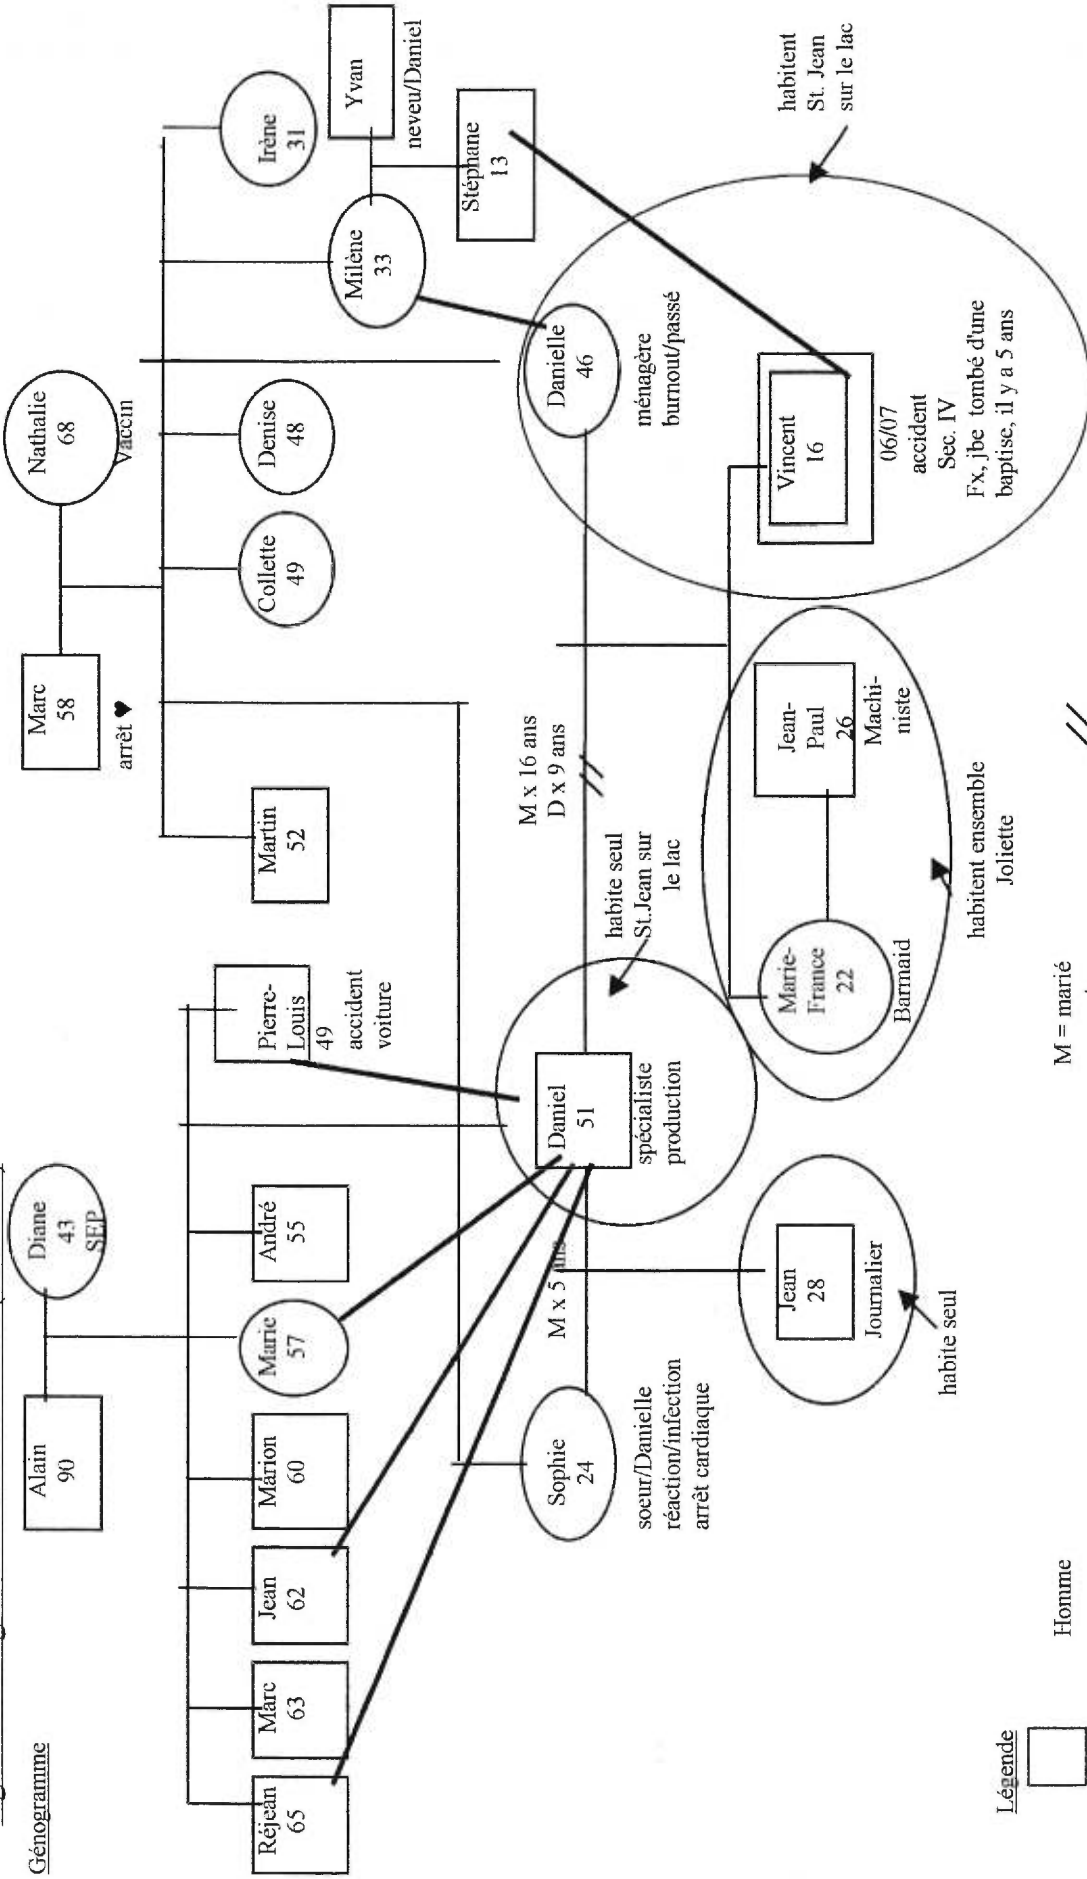 Génogramme
Alain
90
Diane
43
SEP
Marc
58
arrêt ♥
Nathalie
68
Vaccin
Réjean
65
Marc
63
Jean
62
Marion
60
Marie
57
André
55
Pierre-
Louis
49
accident
voiture
Martin
52
Collette
49
Denise
48
Milène
33
Irène
31
Yvan
neveu/Daniel
Stéphane
13
Sophie
24
soeur/Danielle
réaction/infection
arrêt cardiaque
M x 5 ans
Daniel
51
spécialiste
production
habite seul
St.Jean sur
le lac
M x 16 ans
D x 9 ans
Danielle
46
ménagère
burnout/passé
habitent
St. Jean
sur le lac
Jean
28
Journalier
habite seul
Marie-
France
22
Barmaid
Jean-
Paul
26
Machi-
niste
habitent ensemble
Joliette
Vincent
16
06/07
accident
Sec. IV
Fx, jbe tombé d'une
baptise, il y a 5 ans
Légende
Homme
M = marié